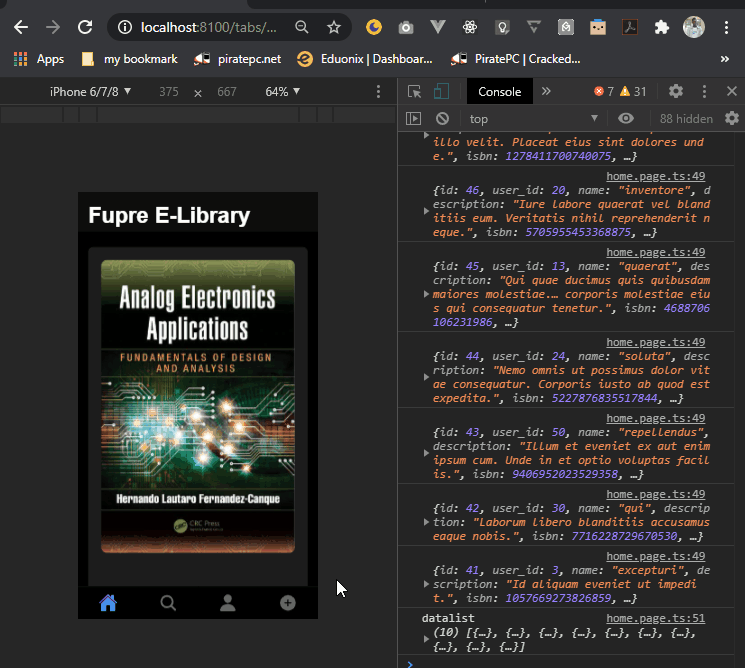 localhost:8100/tabs/...
Apps my bookmark piratepc.net Eduonix | Dashboar... PiratePC | Cracked... »
iPhone 6/7/8 ▼ 375 × 667 64% ▼
Console » 7 31
top ▼ 88 hidden
Fupre E-Library
Analog Electronics
Applications
FUNDAMENTALS OF DESIGN
AND ANALYSIS
Hernando Lautaro Fernandez-Canque
CRC Press
illo velit. Placeat eius sint dolores und
e.", isbn: 1278411700740075, …}
home.page.ts:49
{id: 46, user_id: 20, name: "inventore", d
escription: "Iure labore quaerat vel bland
itiis eum. Veritatis nihil reprehenderit n
eque.", isbn: 5705955453368875, …}
home.page.ts:49
{id: 45, user_id: 13, name: "quaerat", des
cription: "Qui quae ducimus quis quibusdam
maiores molestiae.… corporis molestiae eiu
s qui consequatur tenetur.", isbn: 4688706
106231986, …}
home.page.ts:49
{id: 44, user_id: 24, name: "soluta", desc
ription: "Nemo omnis ut possimus dolor vit
ae consequatur. Corporis iusto ab quod est
expedita.", isbn: 5227876835517844, …}
home.page.ts:49
{id: 43, user_id: 50, name: "repellendus",
description: "Illum et eveniet ex aut enim
ipsum cum. Unde in et optio voluptas facil
is.", isbn: 9406952023529358, …}
home.page.ts:49
{id: 42, user_id: 30, name: "qui", descrip
tion: "Laborum libero blanditiis accusamus
eaque nobis.", isbn: 7716228729670530, …}
home.page.ts:49
{id: 41, user_id: 3, name: "excepturi", de
scription: "Id aliquam eveniet ut impedi
t.", isbn: 1057669273826859, …}
datalist home.page.ts:51
(10) [{…}, {…}, {…}, {…}, {…}, {…}, {…},
{…}, {…}, {…}]